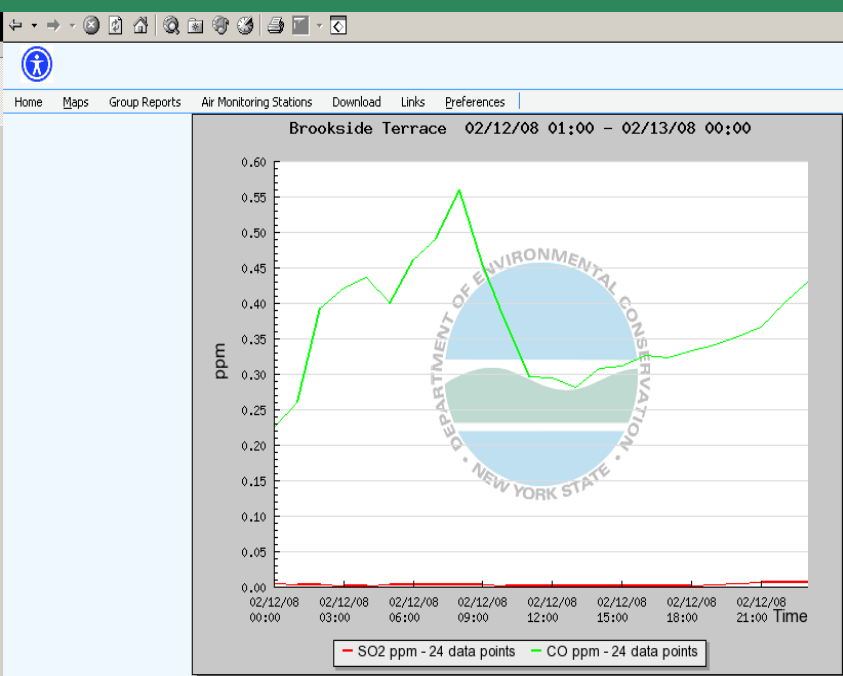 Home Maps Group Reports Air Monitoring Stations Download Links Preferences
Brookside Terrace 02/12/08 01:00 - 02/13/08 00:00
0.60
0.55
0.50
0.45
0.40
0.35
0.30
0.25
0.20
0.15
0.10
0.05
0.00
ppm
DEPARTMENT OF ENVIRONMENTAL CONSERVATION
NEW YORK STATE
02/12/08 02/12/08 02/12/08 02/12/08 02/12/08 02/12/08 02/12/08 02/12/08
00:00 03:00 06:00 09:00 12:00 15:00 18:00 21:00 Time
SO2 ppm - 24 data points CO ppm - 24 data points